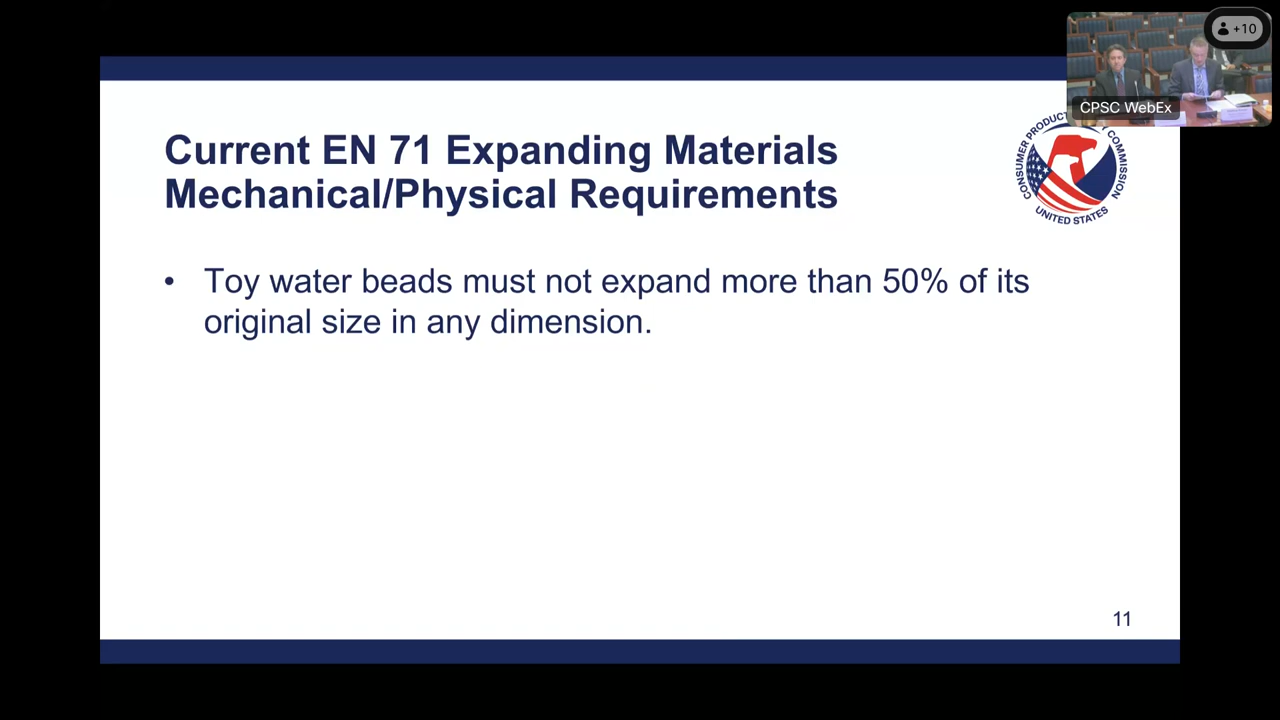 +10
CPSC WebEx
Current EN 71 Expanding Materials
Mechanical/Physical Requirements
CONSUMER PRODUCT COMMISSION
UNITED STATES
• Toy water beads must not expand more than 50% of its
original size in any dimension.
11